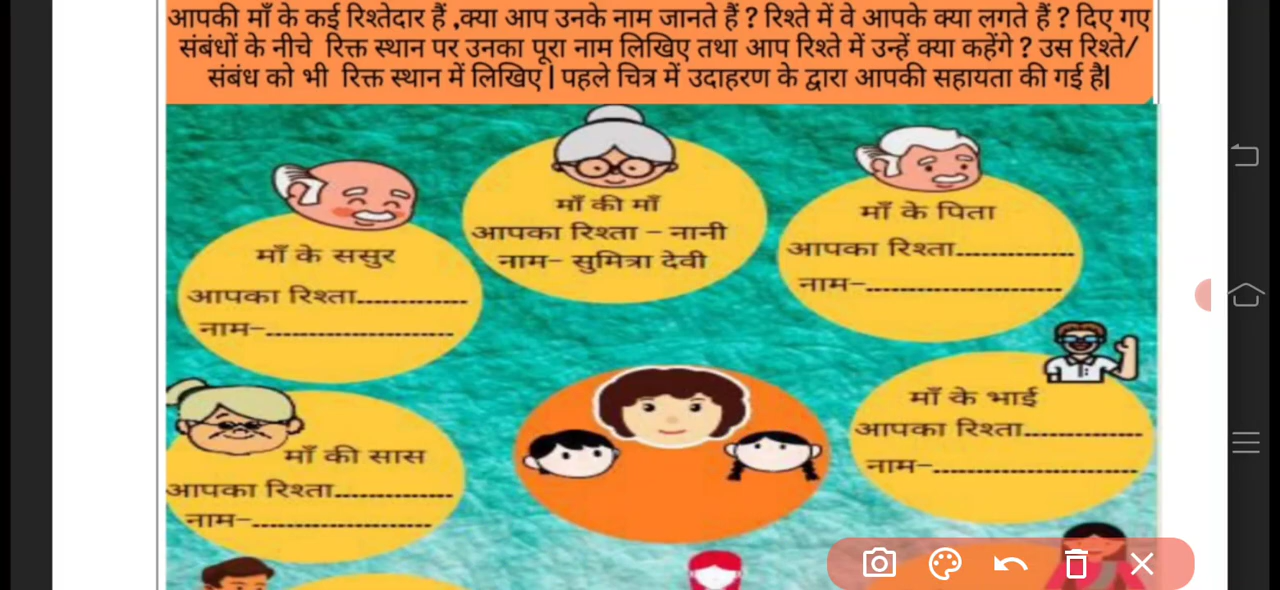 आपकी माँ के कई रिश्तेदार हैं ,क्या आप उनके नाम जानते हैं ? रिश्ते में वे आपके क्या लगते हैं ? दिए गए
संबंधों के नीचे रिक्त स्थान पर उनका पूरा नाम लिखिए तथा आप रिश्ते में उन्हें क्या कहेंगे ? उस रिश्ते/
संबंध को भी रिक्त स्थान में लिखिए | पहले चित्र में उदाहरण के द्वारा आपकी सहायता की गई है|
माँ की माँ
आपका रिश्ता – नानी
नाम– सुमित्रा देवी
माँ के पिता
आपका रिश्ता.............
नाम–......................
माँ के ससुर
आपका रिश्ता.............
नाम–......................
माँ के भाई
आपका रिश्ता.............
नाम–......................
माँ की सास
आपका रिश्ता.............
नाम–......................